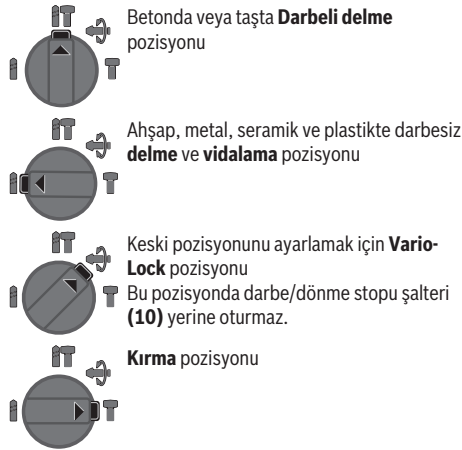 Betonda veya taşta Darbeli delme
pozisyonu
Ahşap, metal, seramik ve plastikte darbesiz
delme ve vidalama pozisyonu
Keski pozisyonunu ayarlamak için Vario-
Lock pozisyonu
Bu pozisyonda darbe/dönme stopu şalteri
(10) yerine oturmaz.
Kırma pozisyonu